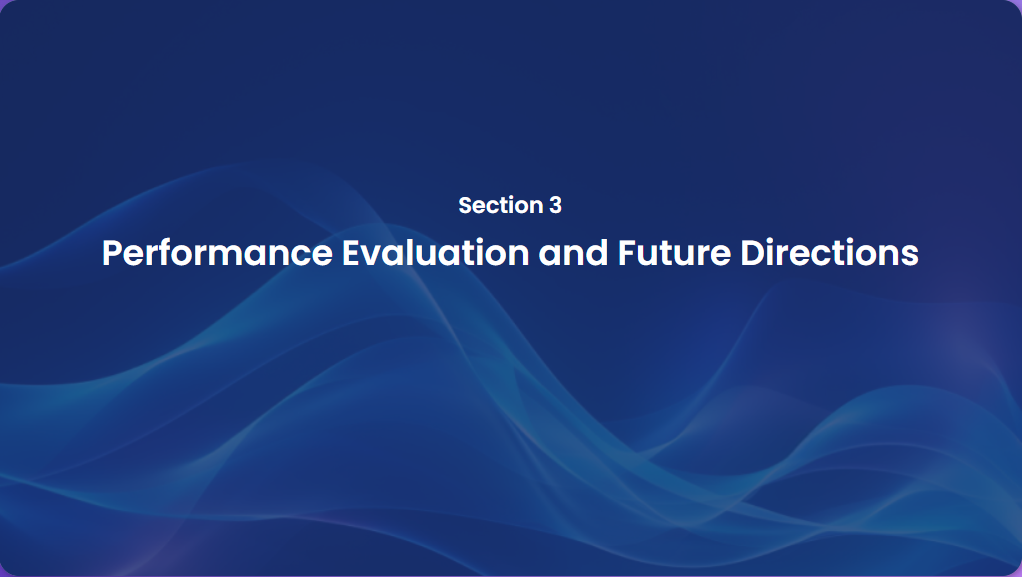 Section 3
Performance Evaluation and Future Directions